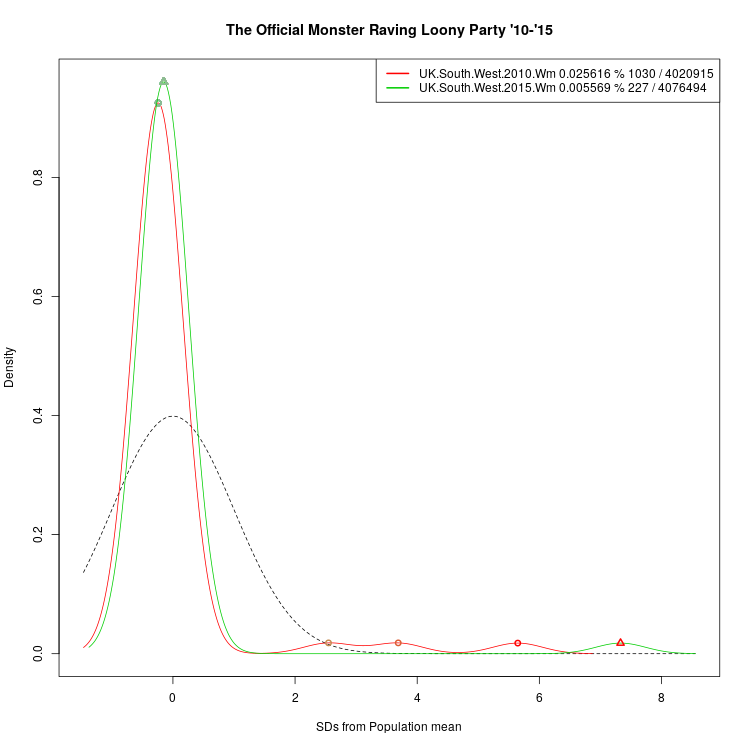 The Official Monster Raving Loony Party '10-'15
UK.South.West.2010.Wm 0.025616 % 1030 / 4020915
UK.South.West.2015.Wm 0.005569 % 227 / 4076494
Density
0.8
0.6
0.4
0.2
0.0
0 2 4 6 8
SDs from Population mean